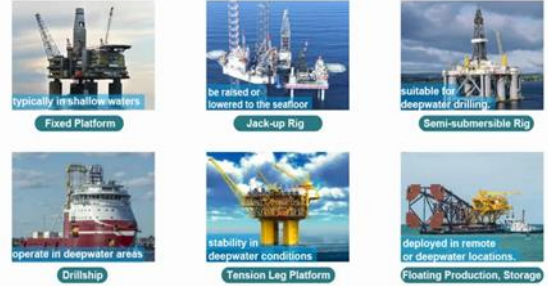 typically in shallow waters
Fixed Platform
be raised or
lowered to the seafloor
Jack-up Rig
suitable for
deepwater drilling.
Semi-submersible Rig
operate in deepwater areas
Drillship
stability in
deepwater conditions
Tension Leg Platform
deployed in remote
or deepwater locations.
Floating Production, Storage